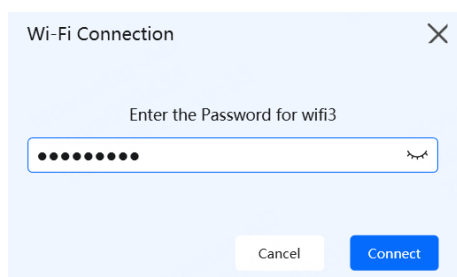 Wi-Fi Connection
Enter the Password for wifi3
●●●●●●●●●
Cancel
Connect